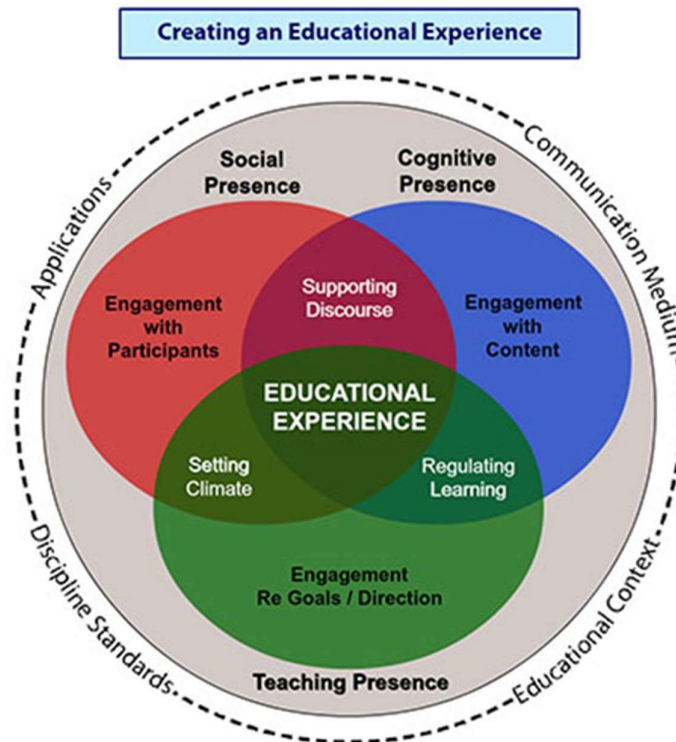 Creating an Educational Experience
Social
Presence
Cognitive
Presence
Applications
Communication Medium
Supporting
Discourse
Engagement
with
Participants
Engagement
with
Content
EDUCATIONAL
EXPERIENCE
Setting
Climate
Regulating
Learning
Engagement
Re Goals / Direction
Discipline Standards
Educational Context
Teaching Presence